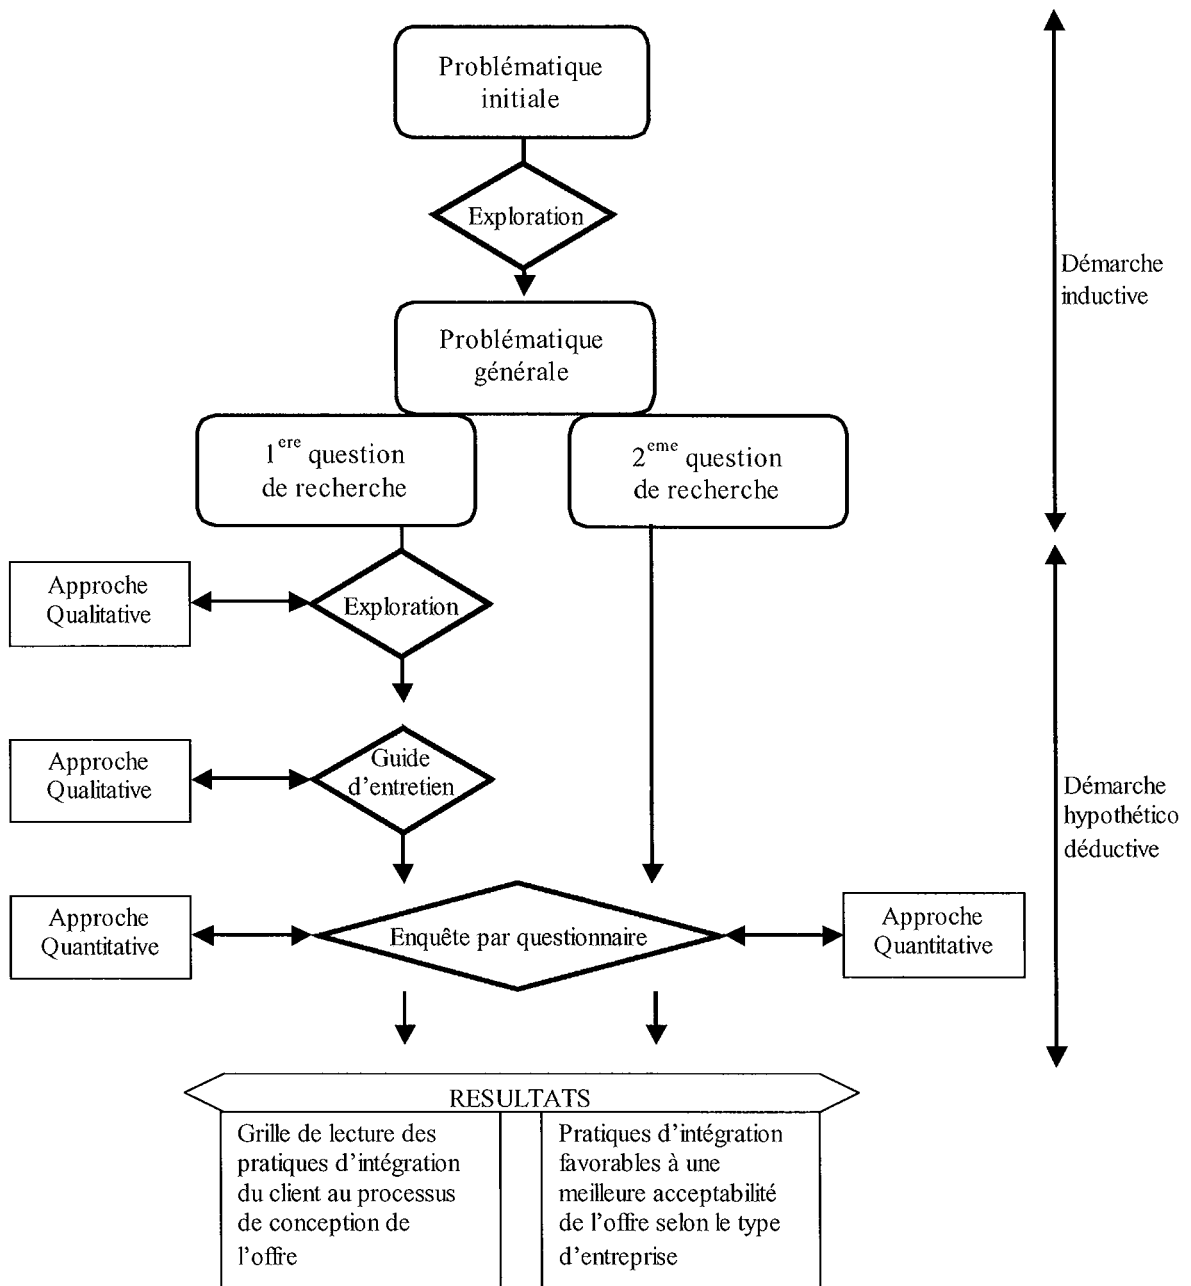 Problématique
initiale
Exploration
Démarche
inductive
Problématique
générale
1ere question
de recherche
2eme question
de recherche
Approche
Qualitative
Exploration
Approche
Qualitative
Guide
d'entretien
Démarche
hypothético
déductive
Approche
Quantitative
Enquête par questionnaire
Approche
Quantitative
RESULTATS
Grille de lecture des
pratiques d'intégration
du client au processus
de conception de
l'offre
Pratiques d'intégration
favorables à une
meilleure acceptabilité
de l'offre selon le type
d'entreprise